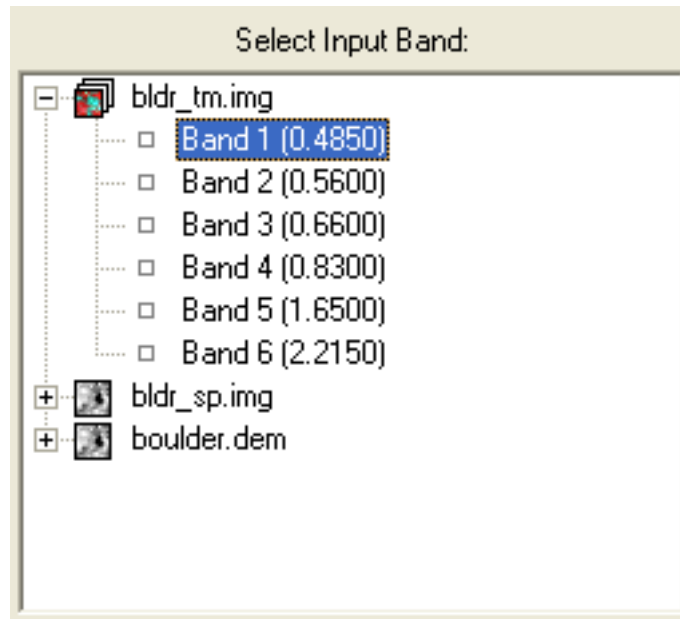 Select Input Band:
bldr_tm.img
Band 1 (0.4850)
Band 2 (0.5600)
Band 3 (0.6600)
Band 4 (0.8300)
Band 5 (1.6500)
Band 6 (2.2150)
bldr_sp.img
boulder.dem